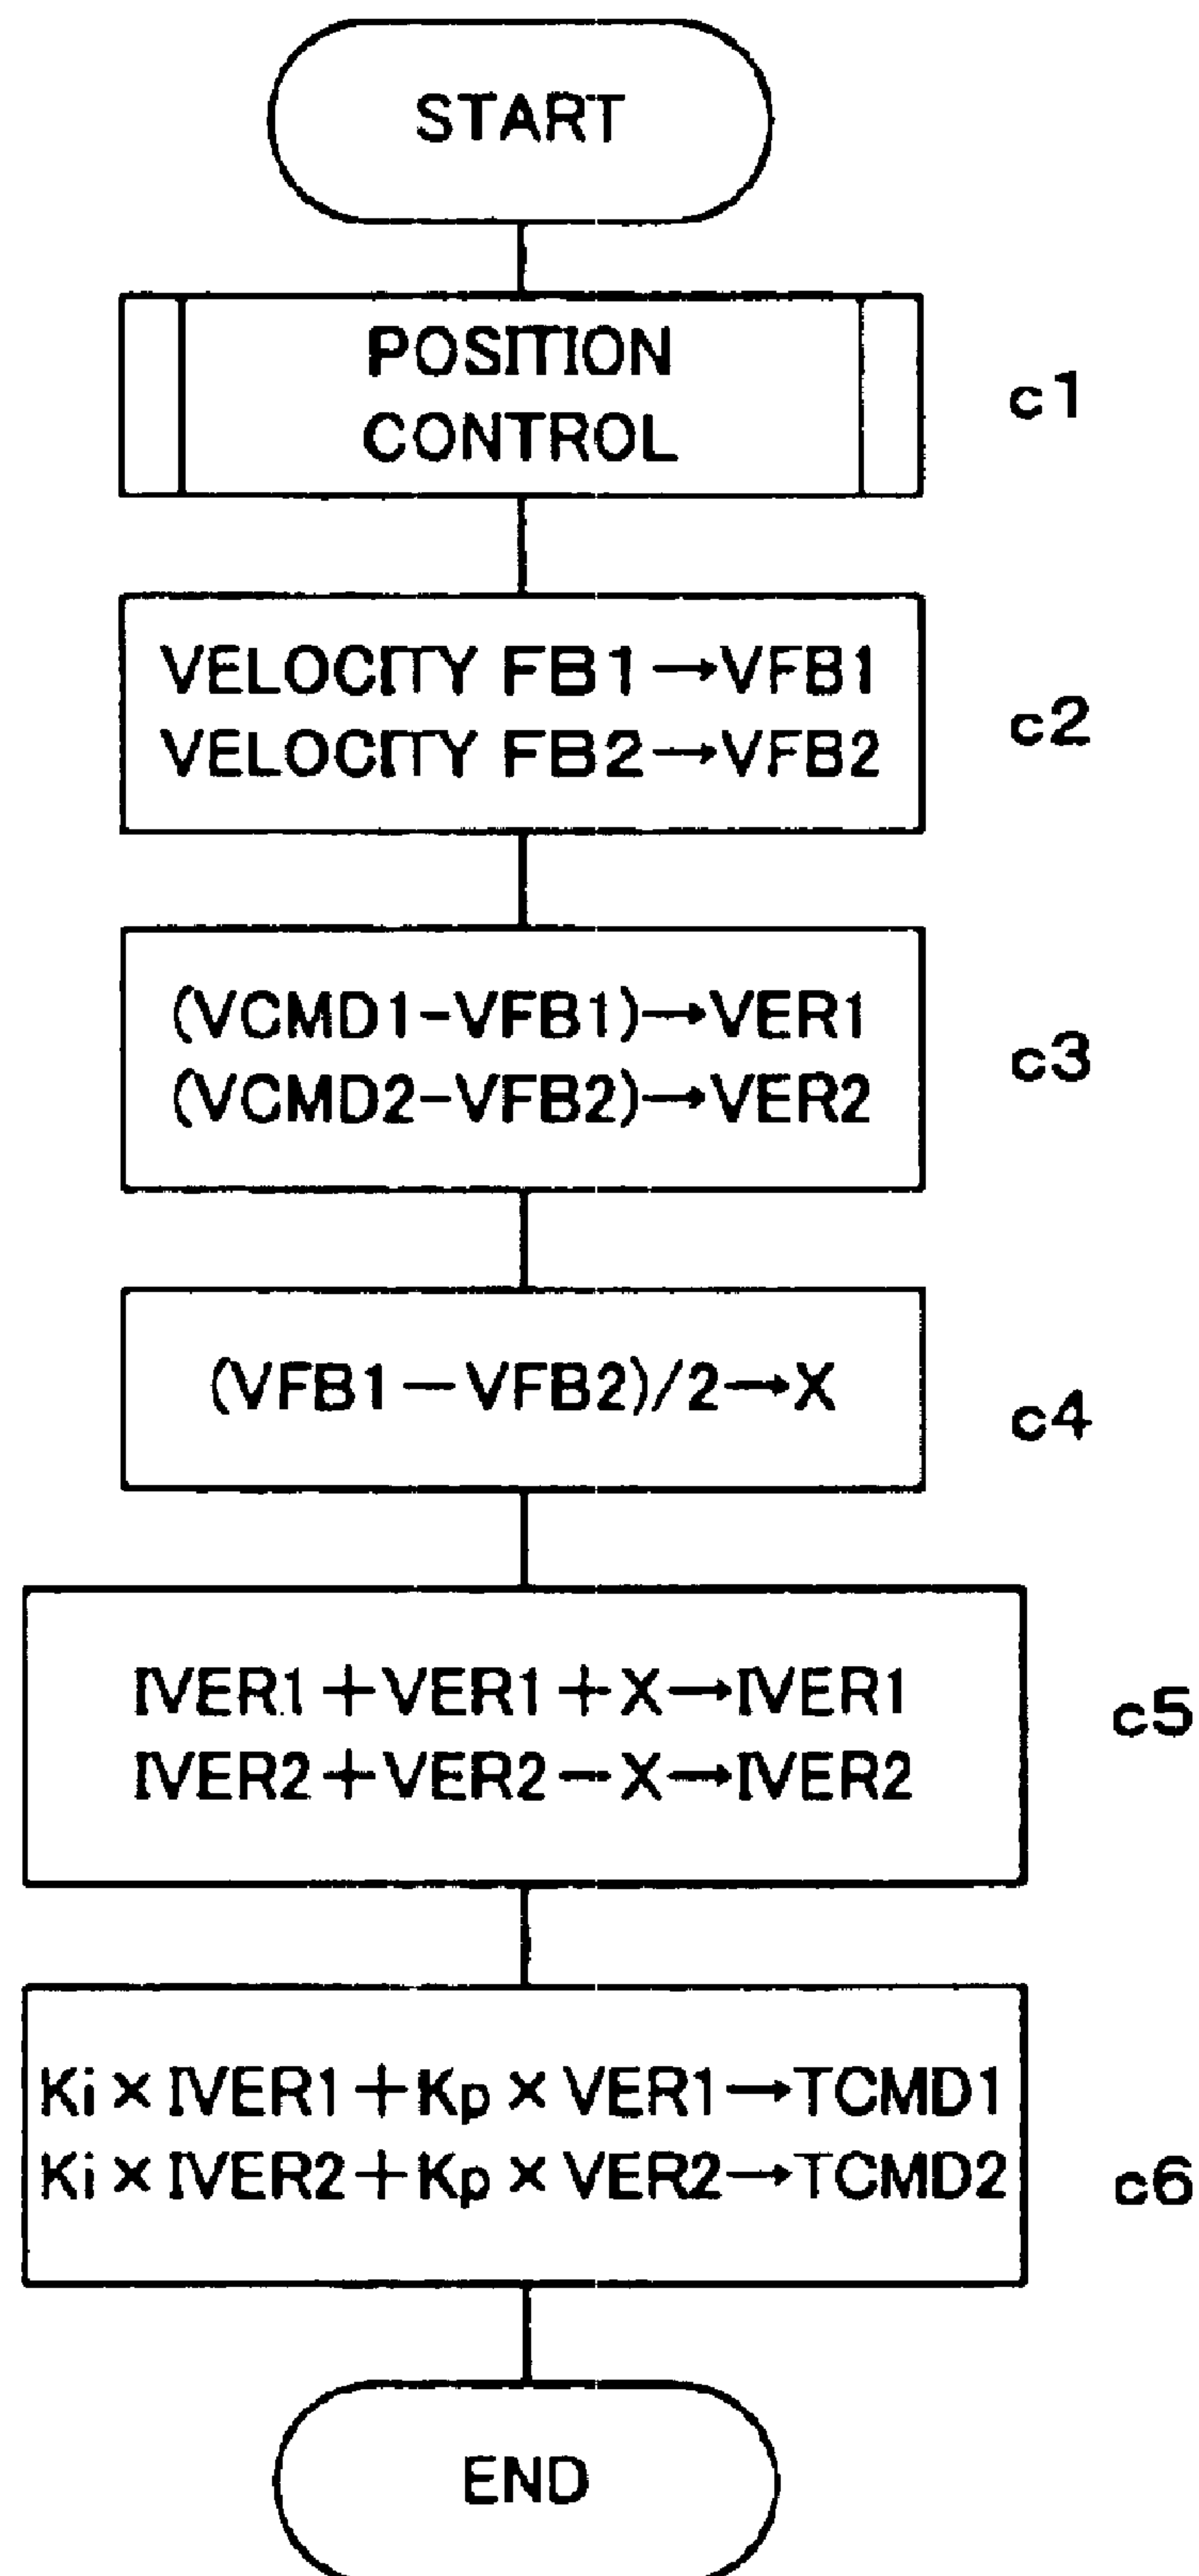 START
POSITION
CONTROL
c1
VELOCITY FB1→VFB1
VELOCITY FB2→VFB2
c2
(VCMD1-VFB1)→VER1
(VCMD2-VFB2)→VER2
c3
(VFB1-VFB2)/2→X
c4
IVER1+VER1+X→IVER1
IVER2+VER2-X→IVER2
c5
Ki×IVER1+Kp×VER1→TCMD1
Ki×IVER2+Kp×VER2→TCMD2
c6
END